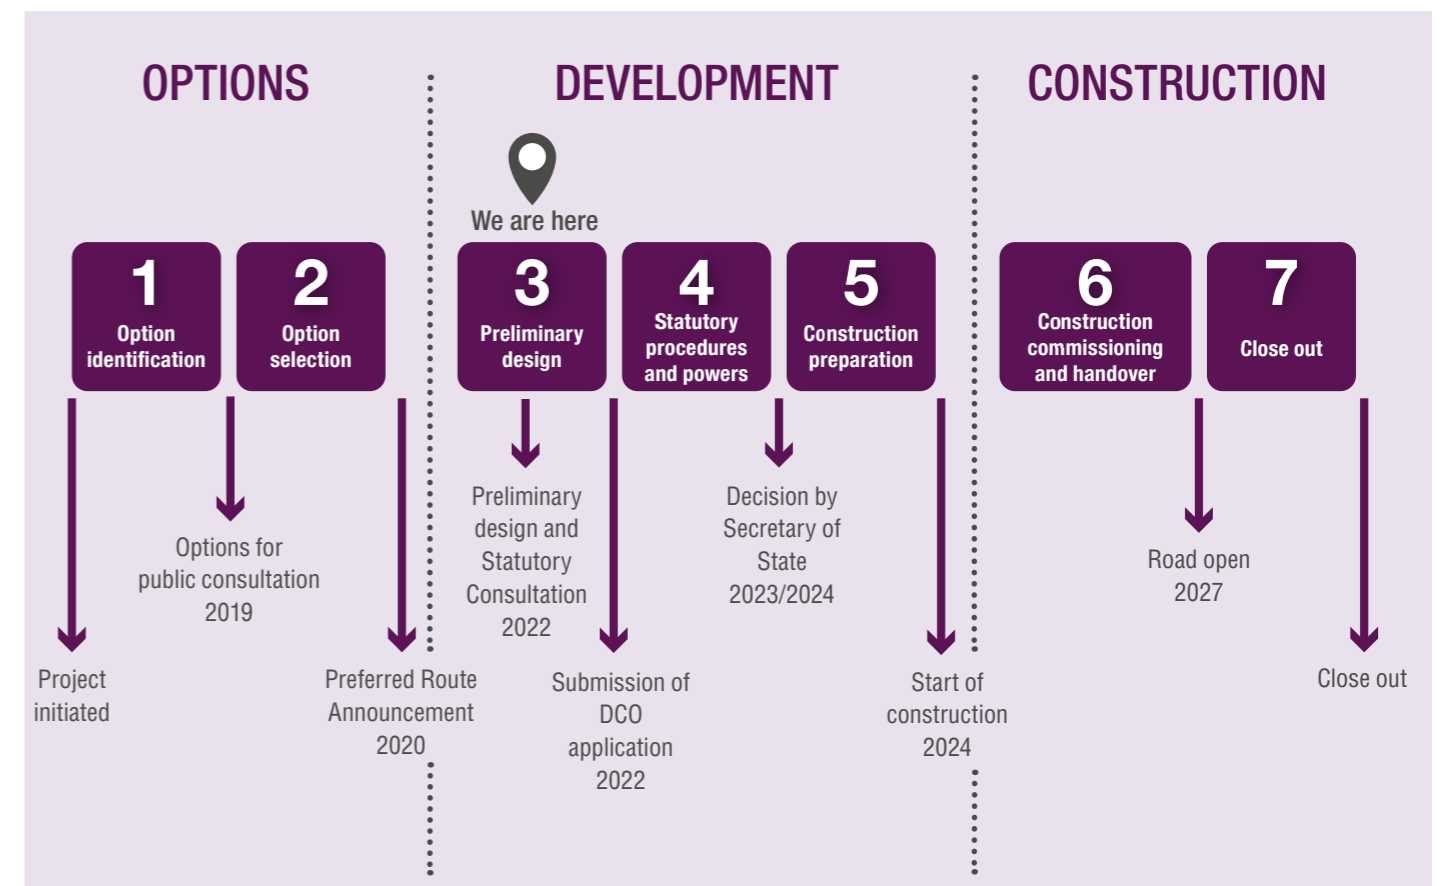 OPTIONS
DEVELOPMENT
CONSTRUCTION
We are here
1
Option
identification
2
Option
selection
3
Preliminary
design
4
Statutory
procedures
and powers
5
Construction
preparation
6
Construction
commissioning
and handover
7
Close out
Project
initiated
Options for
public consultation
2019
Preferred Route
Announcement
2020
Preliminary
design and
Statutory
Consultation
2022
Submission of
DCO
application
2022
Decision by
Secretary of
State
2023/2024
Start of
construction
2024
Road open
2027
Close out